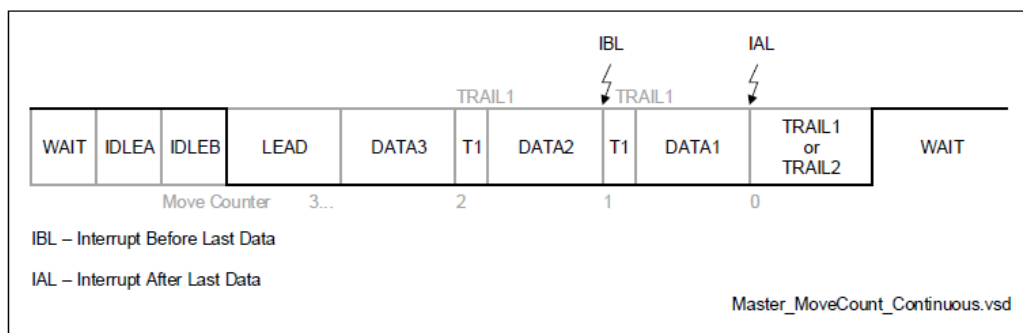 IBL IAL
TRAIL1 TRAIL1
WAIT IDLEA IDLEB LEAD DATA3 T1 DATA2 T1 DATA1 TRAIL1 or TRAIL2 WAIT
Move Counter 3... 2 1 0
IBL – Interrupt Before Last Data
IAL – Interrupt After Last Data
Master_MoveCount_Continuous.vsd